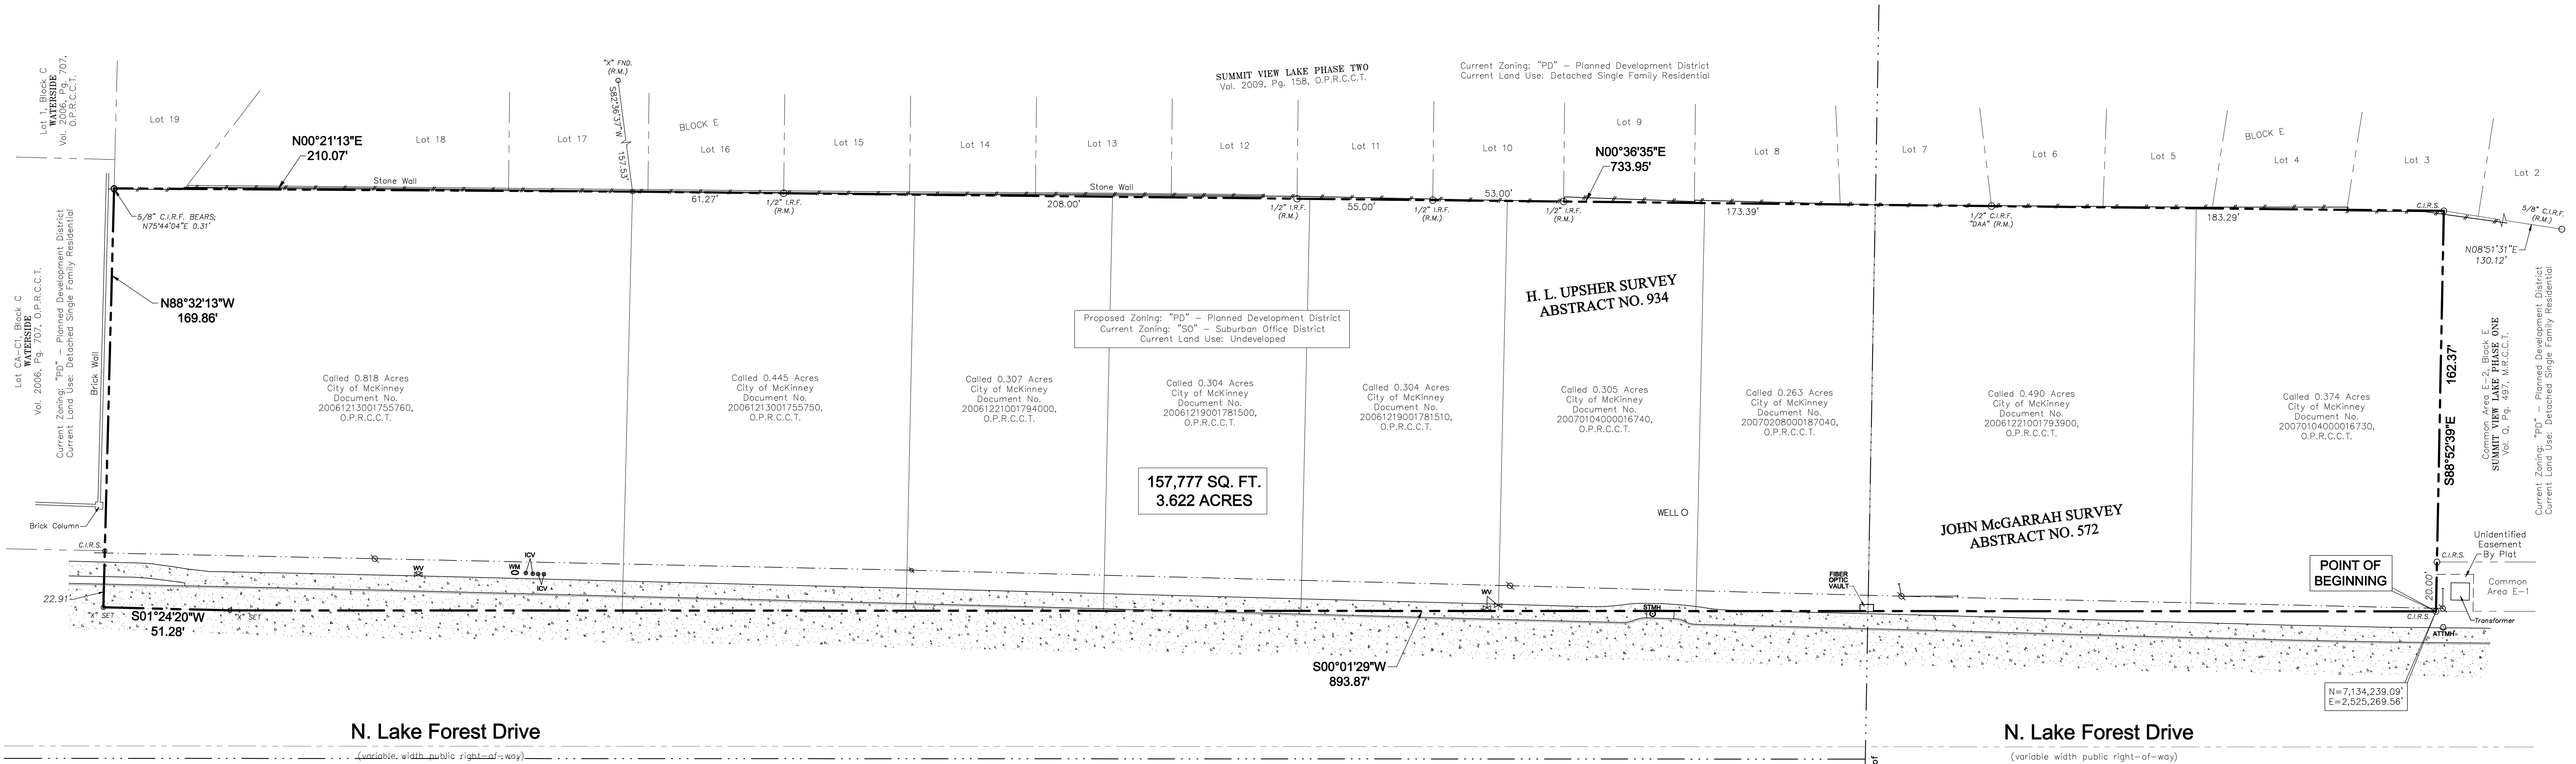 Lot 1, Block C
WATERSIDE
Vol. 2006, Pg. 707,
O.P.R.C.C.T.
Lot 19
N00°21'13"E
210.07'
Stone Wall
Lot 18
Lot 17
"X" FND.
(R.M.)
S82°36'37"W
157.53'
BLOCK E
Lot 16
Lot 15
Lot 14
Lot 13
Lot 12
Lot 11
Lot 10
Lot 9
Lot 8
Lot 7
Lot 6
Lot 5
BLOCK E
Lot 4
Lot 3
Lot 2
SUMMIT VIEW LAKE PHASE TWO
Vol. 2009, Pg. 158, O.P.R.C.C.T.
Current Zoning: "PD" - Planned Development District
Current Land Use: Detached Single Family Residential
N00°36'35"E
733.95'
Stone Wall
61.27'
1/2" I.R.F.
(R.M.)
208.00'
1/2" I.R.F.
(R.M.)
55.00'
1/2" I.R.F.
(R.M.)
53.00'
1/2" I.R.F.
(R.M.)
173.39'
1/2" C.I.R.F.
"DAA" (R.M.)
183.29'
C.I.R.S.
5/8" C.I.R.F.
(R.M.)
N08°51'31"E
130.12'
5/8" C.I.R.F. BEARS;
N75°44'04"E 0.31'
N88°32'13"W
169.86'
Lot CA-C1, Block C
WATERSIDE
Vol. 2006, Pg. 707, O.P.R.C.C.T.
Current Zoning: "PD" - Planned Development District
Current Land Use: Detached Single Family Residential
Brick Wall
Brick Column
C.I.R.S.
22.91'
H. L. UPSHER SURVEY
ABSTRACT NO. 934
Proposed Zoning: "PD" - Planned Development District
Current Zoning: "SO" - Suburban Office District
Current Land Use: Undeveloped
Called 0.818 Acres
City of McKinney
Document No.
20061213001755760,
O.P.R.C.C.T.
Called 0.445 Acres
City of McKinney
Document No.
20061213001755750,
O.P.R.C.C.T.
Called 0.307 Acres
City of McKinney
Document No.
20061221001794000,
O.P.R.C.C.T.
Called 0.304 Acres
City of McKinney
Document No.
20061219001781500,
O.P.R.C.C.T.
Called 0.304 Acres
City of McKinney
Document No.
20061219001781510,
O.P.R.C.C.T.
Called 0.305 Acres
City of McKinney
Document No.
20070104000016740,
O.P.R.C.C.T.
Called 0.263 Acres
City of McKinney
Document No.
20070208000187040,
O.P.R.C.C.T.
Called 0.490 Acres
City of McKinney
Document No.
20061221001793900,
O.P.R.C.C.T.
Called 0.374 Acres
City of McKinney
Document No.
20070104000016730,
O.P.R.C.C.T.
S88°52'39"E
162.37'
Common Area E-2, Block E
SUMMIT VIEW LAKE PHASE ONE
Vol. Q, Pg. 497, M.R.C.C.T.
Current Zoning: "PD" - Planned Development District
Current Land Use: Detached Single Family Residential
157,777 SQ. FT.
3.622 ACRES
WELL
JOHN McGARRAH SURVEY
ABSTRACT NO. 572
POINT OF
BEGINNING
Unidentified
Easement
By Plat
C.I.R.S.
20.00'
Common
Area E-1
Transformer
C.I.R.S.
ATTMH
N=7,134,239.09'
E=2,525,269.56'
WV
WM
ICV
ICV
WV
STMH
FIBER
OPTIC
VAULT
"X" SET
S01°24'20"W
51.28'
"X" SET
S00°01'29"W
893.87'
N. Lake Forest Drive
(variable width public right-of-way)
N. Lake Forest Drive
(variable width public right-of-way)
of